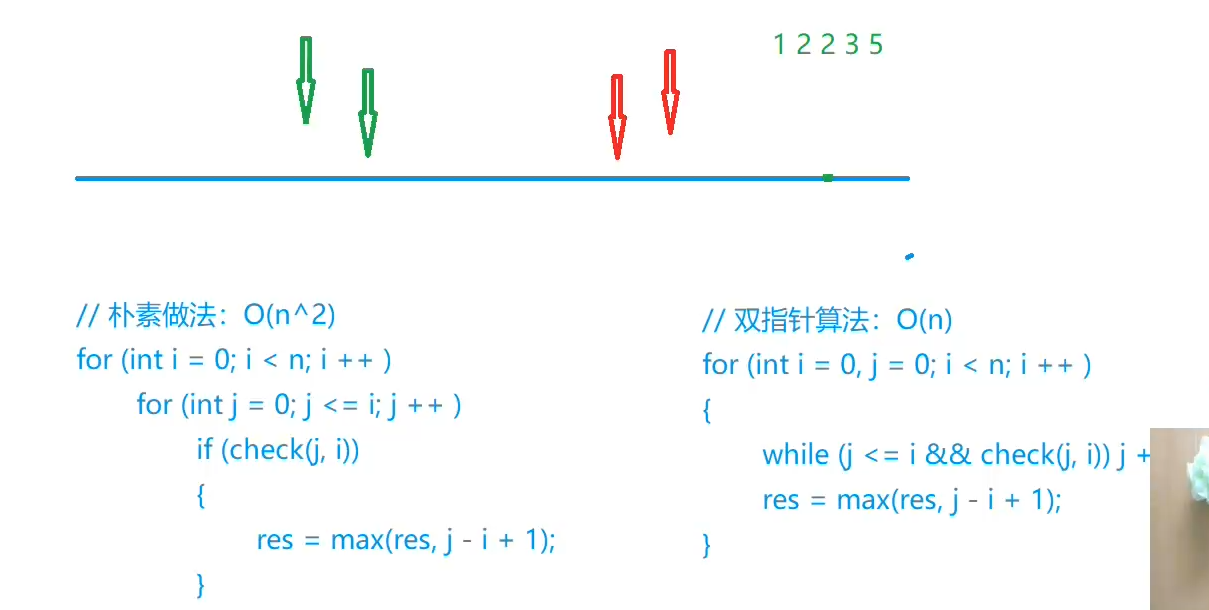 1 2 2 3 5
// 朴素做法：O(n^2)
for (int i = 0; i < n; i ++ )
for (int j = 0; j <= i; j ++ )
if (check(j, i))
{
res = max(res, j - i + 1);
}
// 双指针算法：O(n)
for (int i = 0, j = 0; i < n; i ++ )
{
while (j <= i && check(j, i)) j +
res = max(res, j - i + 1);
}